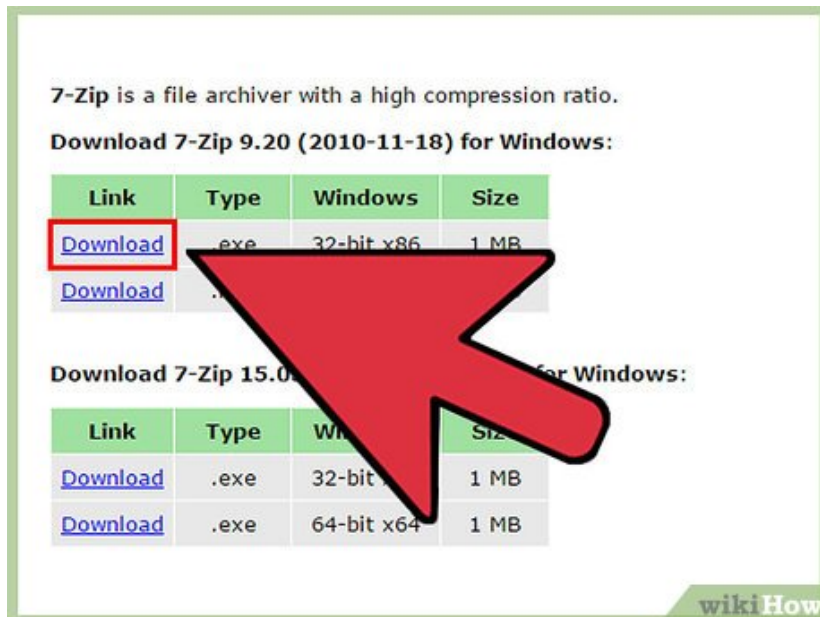 7-Zip is a file archiver with a high compression ratio.
Download 7-Zip 9.20 (2010-11-18) for Windows:
Link Type Windows Size
Download .exe 32-bit x86 1 MB
Download
Download 7-Zip 15.0 for Windows:
Link Type Size
Download .exe 32-bit 1 MB
Download .exe 64-bit x64 1 MB
wikiHow